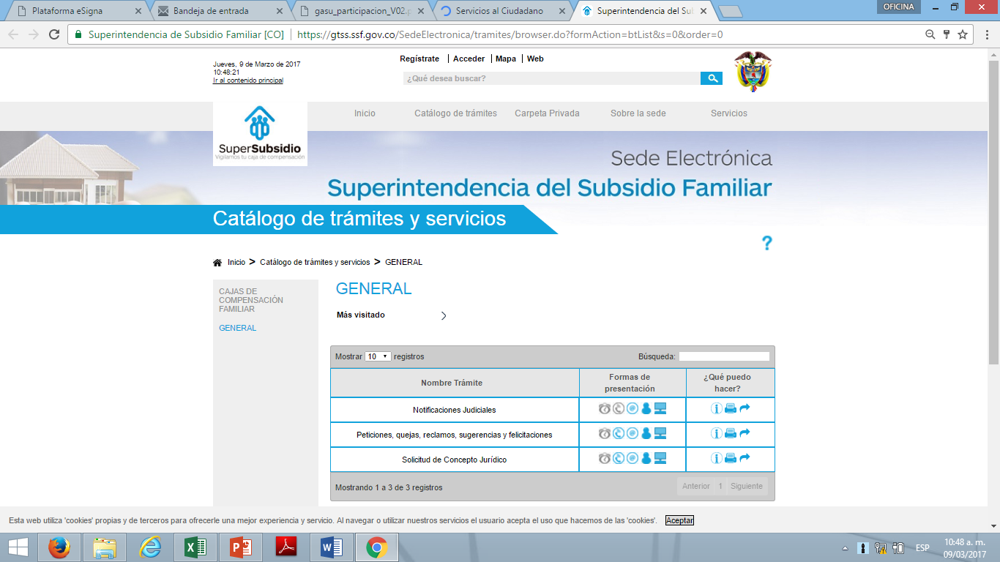 Plataforma eSigna
Bandeja de entrada
gasu_participacion_V02.p
Servicios al Ciudadano
Superintendencia del Sub
OFICINA
Superintendencia de Subsidio Familiar [CO]
https://gtss.ssf.gov.co/SedeElectronica/tramites/browser.do?formAction=btList&s=0&order=0
Jueves, 9 de Marzo de 2017
10:48:21
Ir al contenido principal
Regístrate | Acceder | Mapa | Web
¿Qué desea buscar?
SuperSubsidio
Vigilamos tu caja de compensación
Inicio
Catálogo de trámites
Carpeta Privada
Sobre la sede
Servicios
Sede Electrónica
Superintendencia del Subsidio Familiar
Catálogo de trámites y servicios
?
Inicio > Catálogo de trámites y servicios > GENERAL
CAJAS DE
COMPENSACIÓN
FAMILIAR
GENERAL
GENERAL
Más visitado
Mostrar 10 registros
Búsqueda:
Nombre Trámite
Formas de
presentación
¿Qué puedo
hacer?
Notificaciones Judiciales
Peticiones, quejas, reclamos, sugerencias y felicitaciones
Solicitud de Concepto Jurídico
Mostrando 1 a 3 de 3 registros
Anterior 1 Siguiente
Esta web utiliza 'cookies' propias y de terceros para ofrecerle una mejor experiencia y servicio. Al navegar o utilizar nuestros servicios el usuario acepta el uso que hacemos de las 'cookies'. Aceptar
ESP
10:48 a. m.
09/03/2017